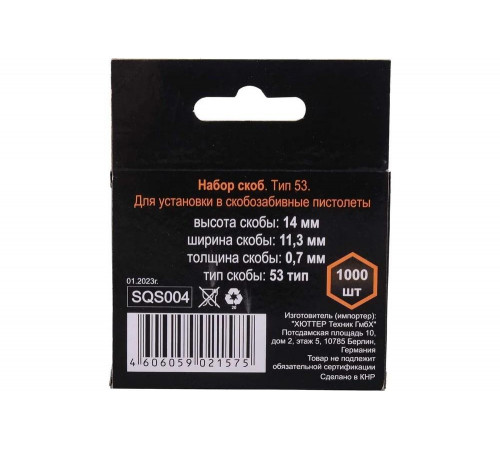 Набор скоб. Тип 53.
Для установки в скобозабивные пистолеты
высота скобы: 14 мм
ширина скобы: 11,3 мм
толщина скобы: 0,7 мм
тип скобы: 53 тип
1000
шт
01.2023г.
SQS004
20
4 606059 021575
Изготовитель (импортер):
"ХЮТТЕР Техник ГмбХ"
Потсдамская площадь 10,
дом 2, этаж 5, 10785 Берлин,
Германия
Товар не подлежит
обязательной сертификации
Сделано в КНР